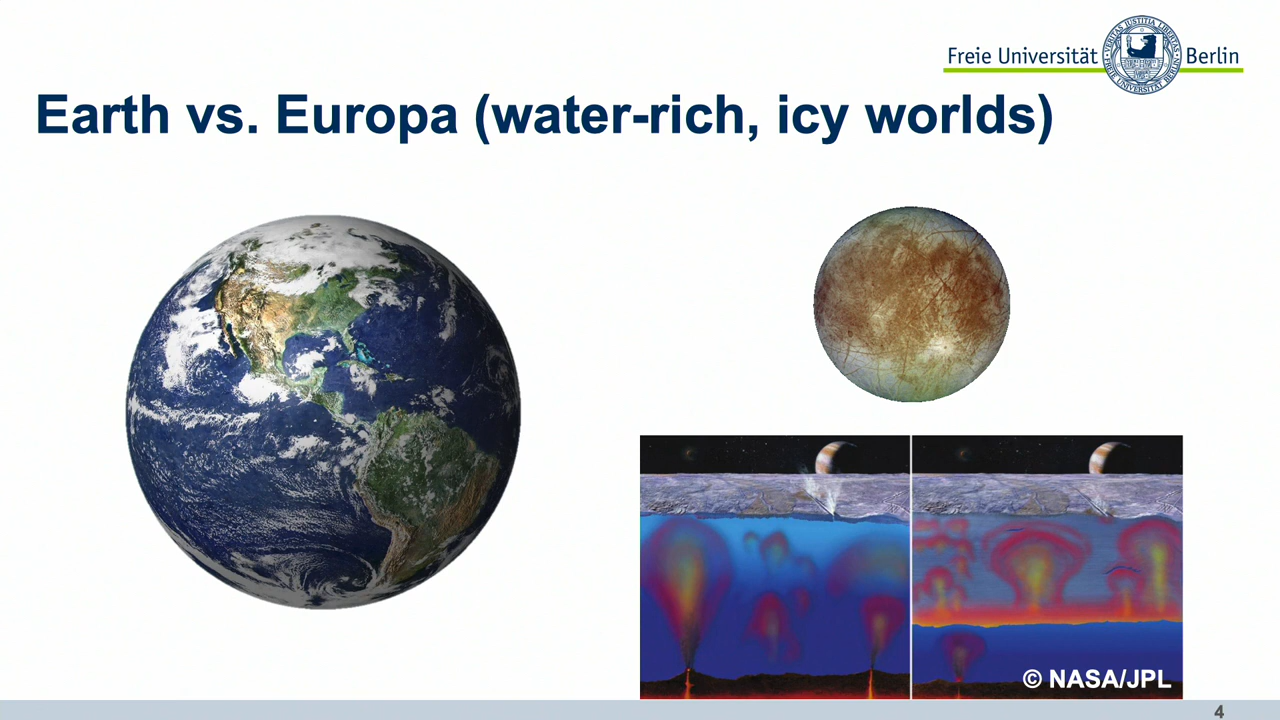 Freie Universität Berlin
Earth vs. Europa (water-rich, icy worlds)
© NASA/JPL
4